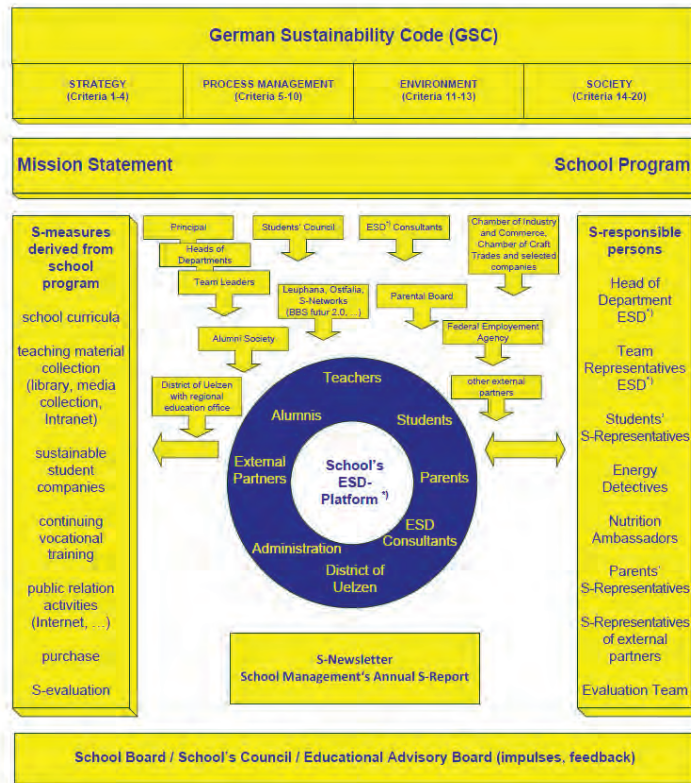 German Sustainability Code (GSC)
STRATEGY
(Criteria 1-4)
PROCESS MANAGEMENT
(Criteria 5-10)
ENVIRONMENT
(Criteria 11-13)
SOCIETY
(Criteria 14-20)
Mission Statement
School Program
S-measures
derived from
school
program
school curricula
teaching material
collection
(library, media
collection,
Intranet)
sustainable
student
companies
continuing
vocational
training
public relation
activities
(Internet, ...)
purchase
S-evaluation
Principal
Heads of
Departments
Team Leaders
Students' Council
ESD*) Consultants
Chamber of Industry
and Commerce,
Chamber of Craft
Trades and selected
companies
Leuphana, Ostfalia,
S-Networks
(BBS futur 2.0, ...)
Parental Board
Alumni Society
Federal Employement
Agency
District of Uelzen
with regional
education office
other external
partners
Teachers
Alumnis
Students
External
Partners
Parents
School's
ESD-
Platform *)
ESD
Consultants
Administration
District of
Uelzen
S-Newsletter
School Management's Annual S-Report
S-responsible
persons
Head of
Department
ESD*)
Team
Representatives
ESD*)
Students'
S-Representatives
Energy
Detectives
Nutrition
Ambassadors
Parents'
S-Representatives
S-Representatives
of external
partners
Evaluation Team
School Board / School's Council / Educational Advisory Board (impulses, feedback)